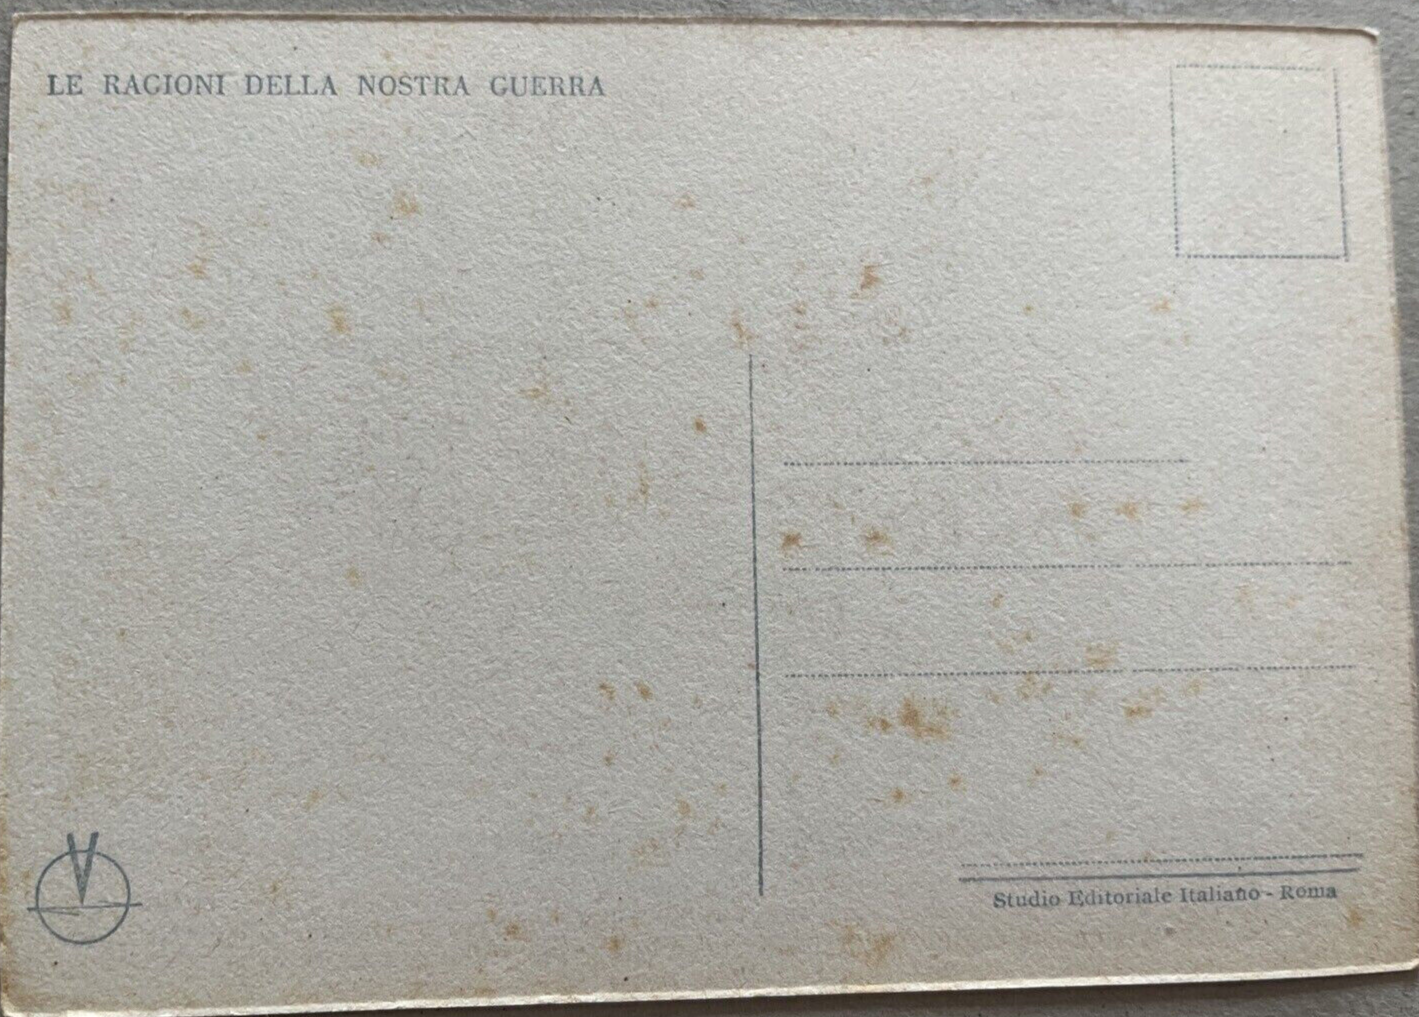 LE RAGIONI DELLA NOSTRA GUERRA
V
Studio Editoriale Italiano - Roma